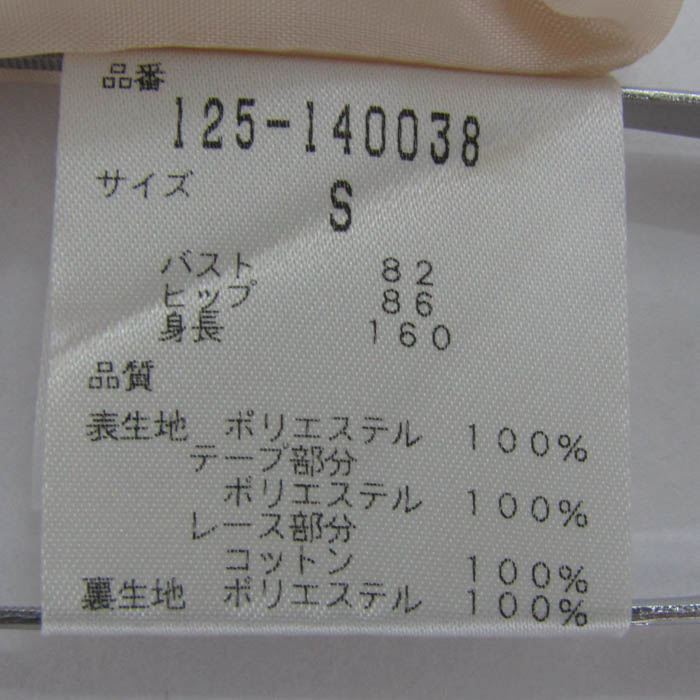 品番
125-140038
サイズ
S
バスト 82
ヒップ 86
身長 160
品質
表生地 ポリエステル 100%
テープ部分
ポリエステル 100%
レース部分
コットン 100%
裏生地 ポリエステル 100%